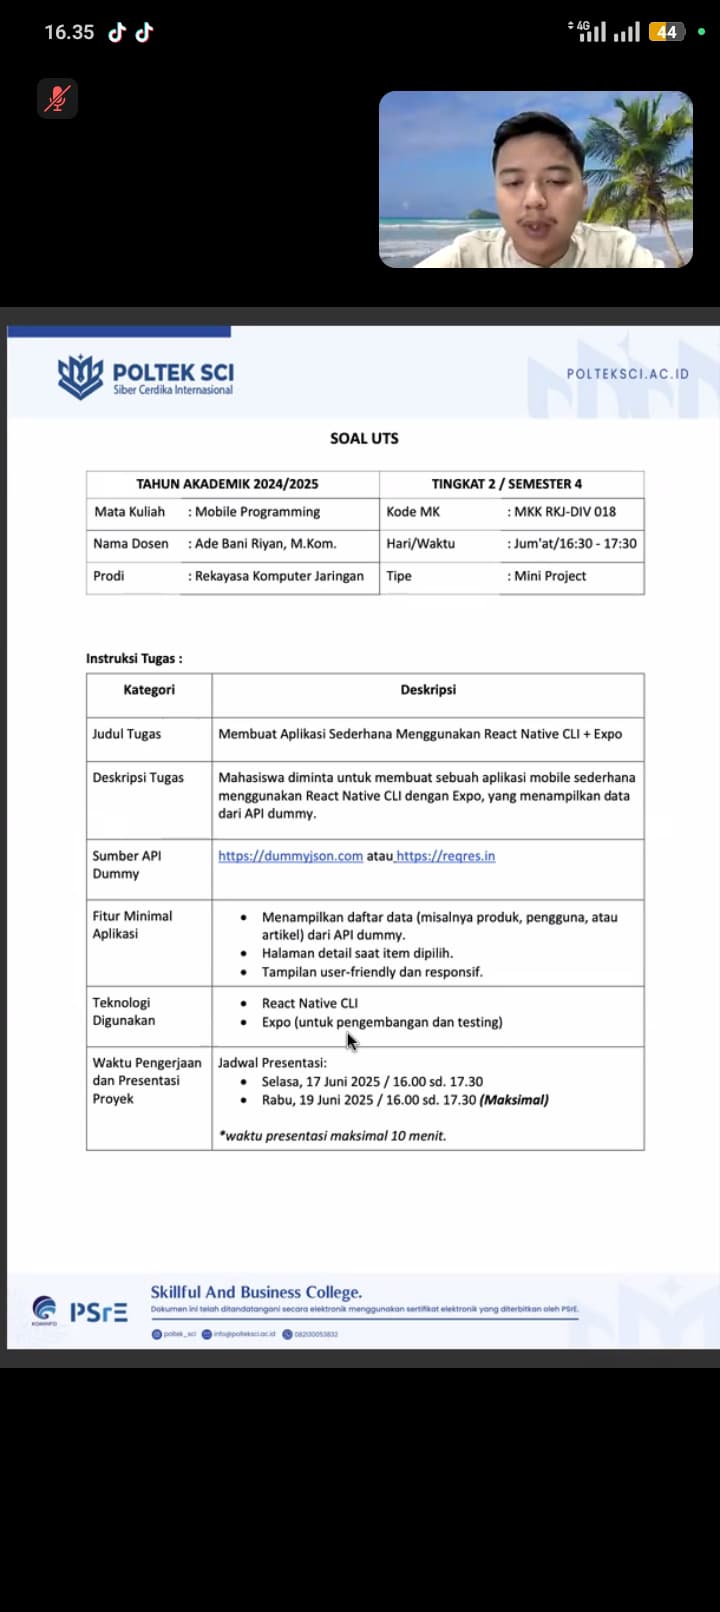 16.35
4G
44
POLTEK SCI
Siber Cerdika Internasional
POLTEKSCI.AC.ID
SOAL UTS
TAHUN AKADEMIK 2024/2025
TINGKAT 2 / SEMESTER 4
Mata Kuliah : Mobile Programming
Kode MK : MKK RKJ-DIV 018
Nama Dosen : Ade Bani Riyan, M.Kom.
Hari/Waktu : Jum'at/16:30 - 17:30
Prodi : Rekayasa Komputer Jaringan
Tipe : Mini Project
Instruksi Tugas :
Kategori
Deskripsi
Judul Tugas
Membuat Aplikasi Sederhana Menggunakan React Native CLI + Expo
Deskripsi Tugas
Mahasiswa diminta untuk membuat sebuah aplikasi mobile sederhana
menggunakan React Native CLI dengan Expo, yang menampilkan data
dari API dummy.
Sumber API
Dummy
https://dummyjson.com atau https://reqres.in
Fitur Minimal
Aplikasi
• Menampilkan daftar data (misalnya produk, pengguna, atau
artikel) dari API dummy.
• Halaman detail saat item dipilih.
• Tampilan user-friendly dan responsif.
Teknologi
Digunakan
• React Native CLI
• Expo (untuk pengembangan dan testing)
Waktu Pengerjaan
dan Presentasi
Proyek
Jadwal Presentasi:
• Selasa, 17 Juni 2025 / 16.00 sd. 17.30
• Rabu, 19 Juni 2025 / 16.00 sd. 17.30 (Maksimal)
*waktu presentasi maksimal 10 menit.
KOMINFO
PSrE
Skillful And Business College.
Dokumen ini telah ditandatangani secara elektronik menggunakan sertifikat elektronik yang diterbitkan oleh PSrE.
poltek_sci info@polteksci.ac.id 082130053832